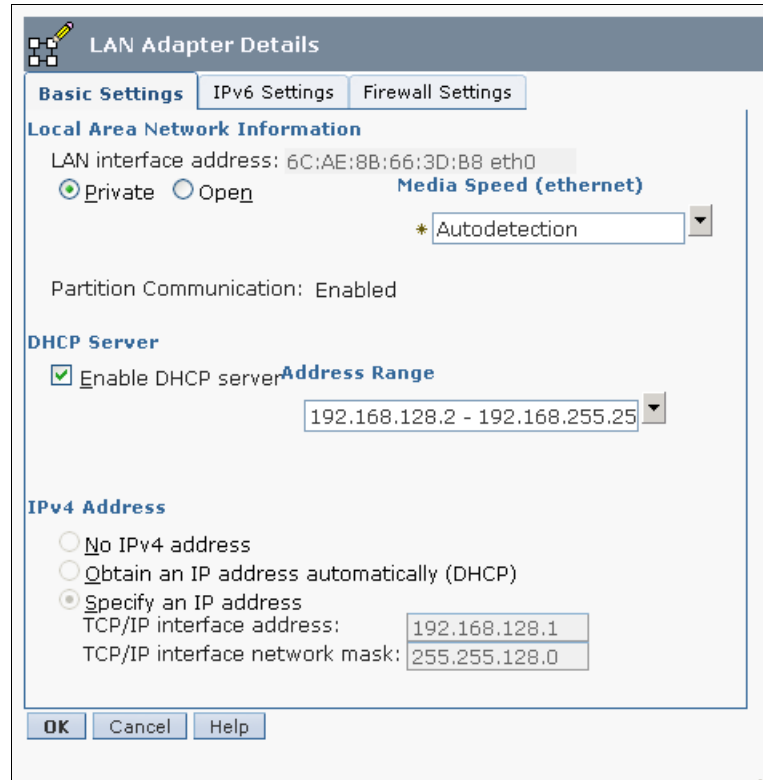 LAN Adapter Details
Basic Settings IPv6 Settings Firewall Settings
Local Area Network Information
LAN interface address: 6C:AE:8B:66:3D:B8 eth0
Private Open
Media Speed (ethernet)
* Autodetection
Partition Communication: Enabled
DHCP Server
Enable DHCP server
Address Range
192.168.128.2 - 192.168.255.25
IPv4 Address
No IPv4 address
Obtain an IP address automatically (DHCP)
Specify an IP address
TCP/IP interface address: 192.168.128.1
TCP/IP interface network mask: 255.255.128.0
OK Cancel Help